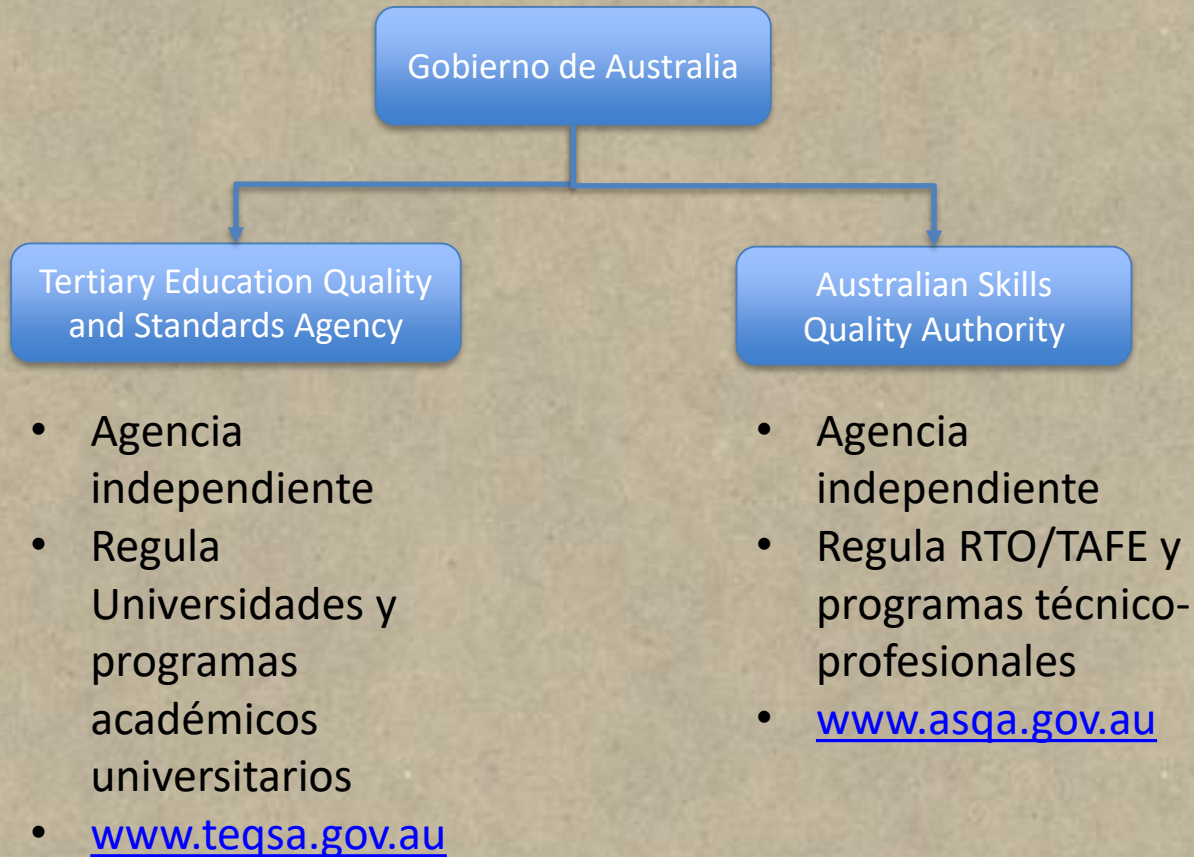 Gobierno de Australia
Tertiary Education Quality
and Standards Agency
• Agencia
independiente
• Regula
Universidades y
programas
académicos
universitarios
• www.teqsa.gov.au
Australian Skills
Quality Authority
• Agencia
independiente
• Regula RTO/TAFE y
programas técnico-
profesionales
• www.asqa.gov.au